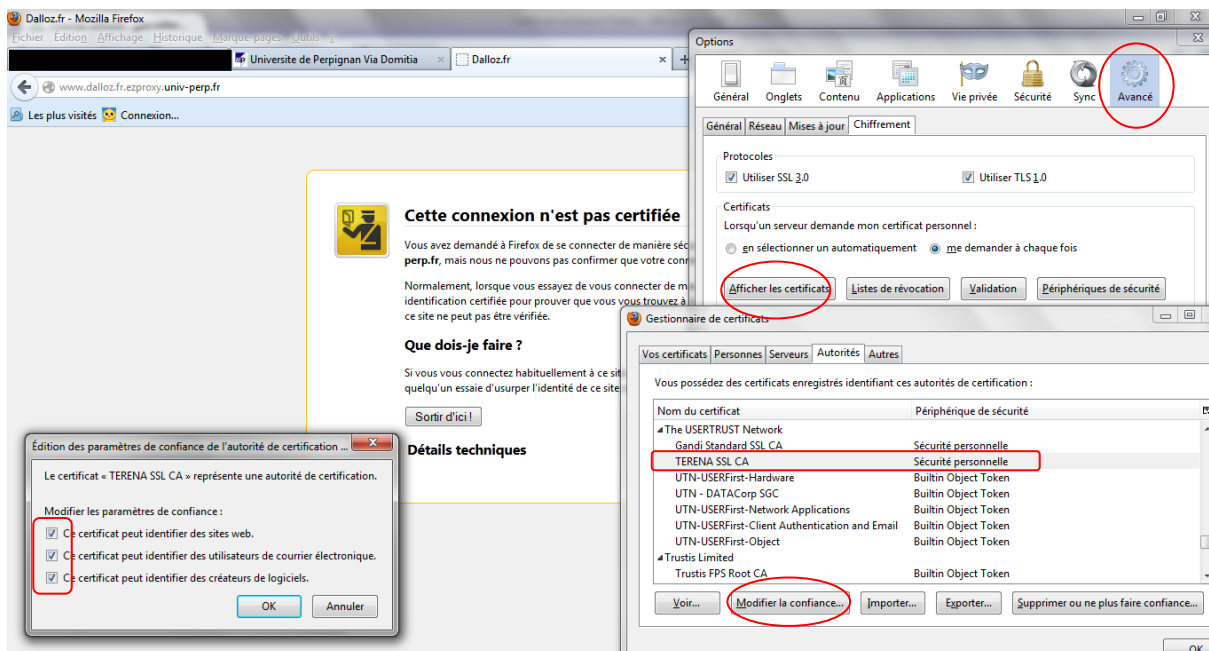 Dalloz.fr - Mozilla Firefox
Fichier Edition Affichage Historique Marque-pages Outils ?
Universite de Perpignan Via Domitia
Dalloz.fr
www.dalloz.fr.ezproxy.univ-perp.fr
Les plus visités Connexion...
Cette connexion n'est pas certifiée
Vous avez demandé à Firefox de se connecter de manière séc
perp.fr, mais nous ne pouvons pas confirmer que votre conn
Normalement, lorsque vous essayez de vous connecter de m
identification certifiée pour prouver que vous vous trouvez à
ce site ne peut pas être vérifiée.
Que dois-je faire ?
Si vous vous connectez habituellement à ce sit
quelqu'un essaie d'usurper l'identité de ce site
Sortir d'ici !
Détails techniques
Options
Général Onglets Contenu Applications Vie privée Sécurité Sync Avancé
Général Réseau Mises à jour Chiffrement
Protocoles
Utiliser SSL 3.0 Utiliser TLS 1.0
Certificats
Lorsqu'un serveur demande mon certificat personnel :
en sélectionner un automatiquement me demander à chaque fois
Afficher les certificats Listes de révocation Validation Périphériques de sécurité
Gestionnaire de certificats
Vos certificats Personnes Serveurs Autorités Autres
Vous possédez des certificats enregistrés identifiant ces autorités de certification :
Nom du certificat Périphérique de sécurité
The USERTRUST Network
Gandi Standard SSL CA Sécurité personnelle
TERENA SSL CA Sécurité personnelle
UTN-USERFirst-Hardware Builtin Object Token
UTN - DATACorp SGC Builtin Object Token
UTN-USERFirst-Network Applications Builtin Object Token
UTN-USERFirst-Client Authentication and Email Builtin Object Token
UTN-USERFirst-Object Builtin Object Token
Trustis Limited
Trustis FPS Root CA Builtin Object Token
Voir... Modifier la confiance... Importer... Exporter... Supprimer ou ne plus faire confiance...
OK
Édition des paramètres de confiance de l'autorité de certification ...
Le certificat « TERENA SSL CA » représente une autorité de certification.
Modifier les paramètres de confiance :
Ce certificat peut identifier des sites web.
Ce certificat peut identifier des utilisateurs de courrier électronique.
Ce certificat peut identifier des créateurs de logiciels.
OK Annuler